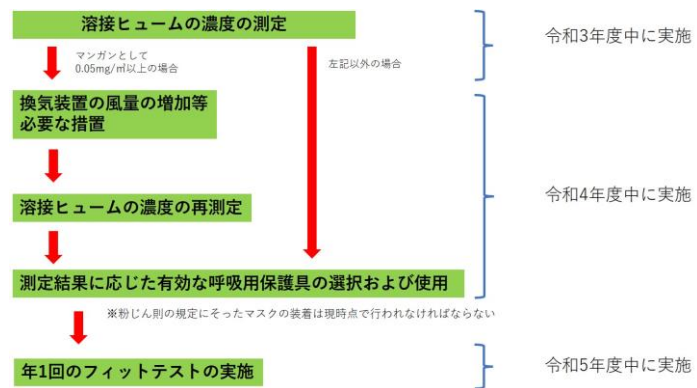 溶接ヒュームの濃度の測定
令和3年度中に実施
マンガンとして
0.05mg/㎥以上の場合
左記以外の場合
換気装置の風量の増加等
必要な措置
令和4年度中に実施
溶接ヒュームの濃度の再測定
測定結果に応じた有効な呼吸用保護具の選択および使用
※粉じん則の規定にそったマスクの装着は現時点で行われなければならない
年1回のフィットテストの実施
令和5年度中に実施